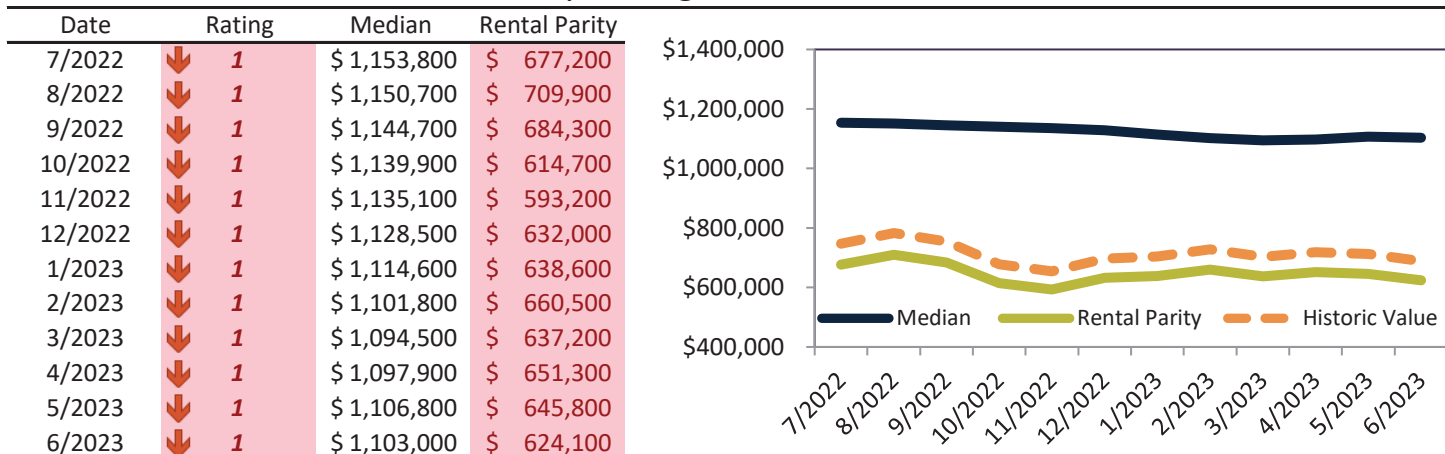 Date Rating Median Rental Parity
7/2022 1 $ 1,153,800 $ 677,200
8/2022 1 $ 1,150,700 $ 709,900
9/2022 1 $ 1,144,700 $ 684,300
10/2022 1 $ 1,139,900 $ 614,700
11/2022 1 $ 1,135,100 $ 593,200
12/2022 1 $ 1,128,500 $ 632,000
1/2023 1 $ 1,114,600 $ 638,600
2/2023 1 $ 1,101,800 $ 660,500
3/2023 1 $ 1,094,500 $ 637,200
4/2023 1 $ 1,097,900 $ 651,300
5/2023 1 $ 1,106,800 $ 645,800
6/2023 1 $ 1,103,000 $ 624,100
$1,400,000
$1,200,000
$1,000,000
$800,000
$600,000
$400,000
Median Rental Parity Historic Value
7/2022 8/2022 9/2022 10/2022 11/2022 12/2022 1/2023 2/2023 3/2023 4/2023 5/2023 6/2023